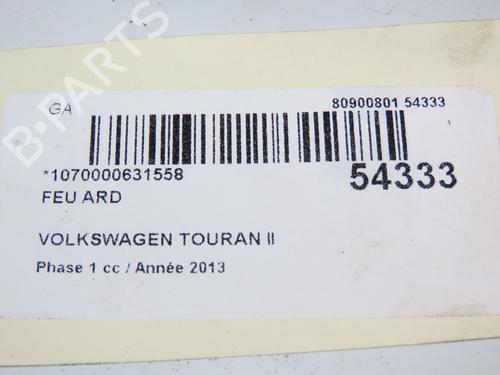 GA
80900801 54333
*1070000631558
54333
FEU ARD
VOLKSWAGEN TOURAN II
Phase 1 cc / Année 2013
B-PARTS